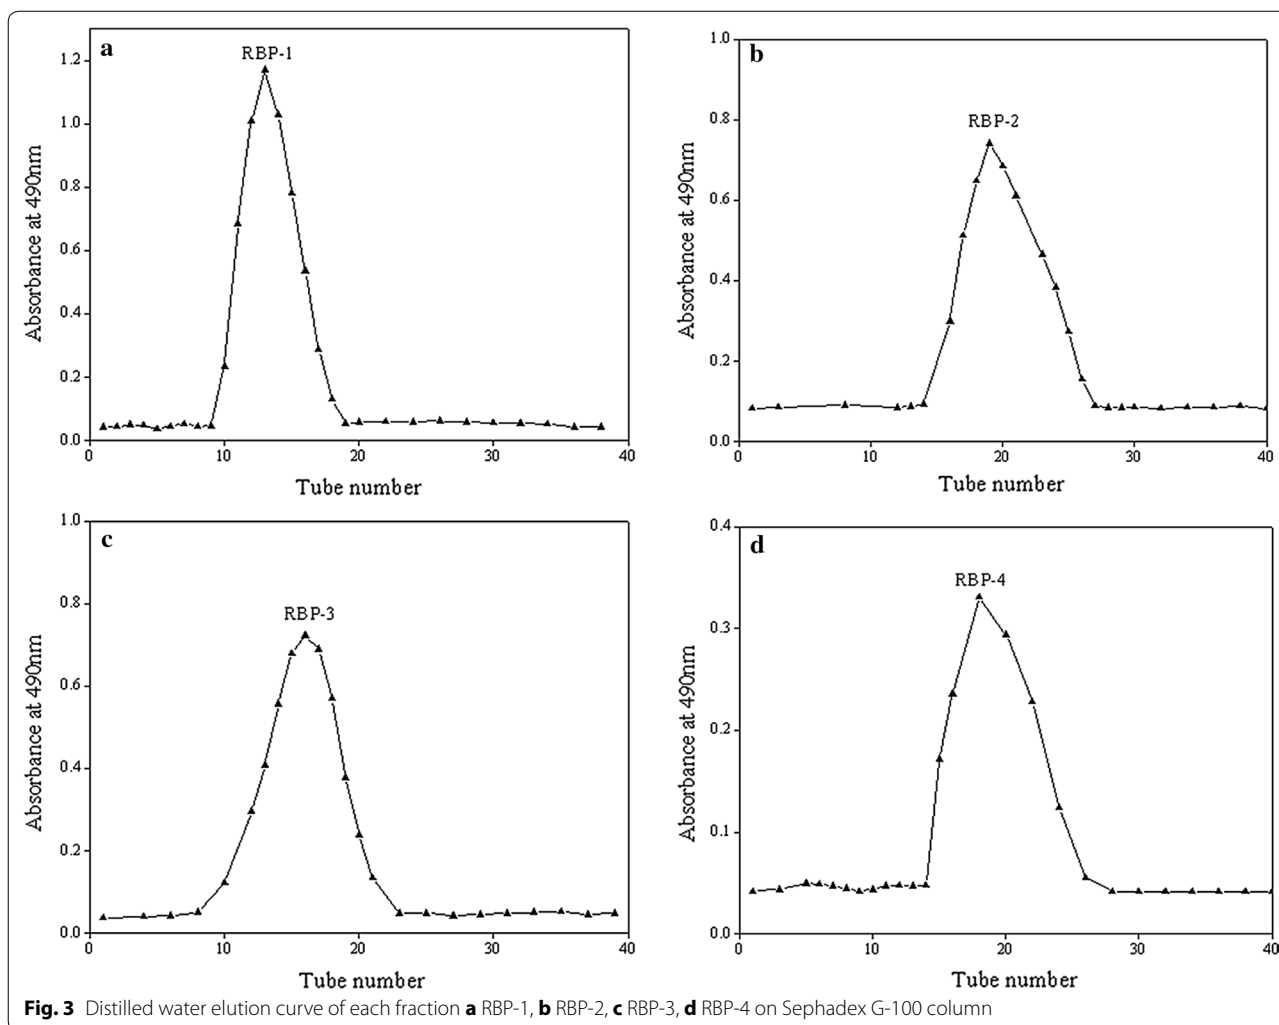 a
RBP-1
1.2
1.0
0.8
0.6
0.4
0.2
0.0
0 10 20 30 40
Absorbance at 490nm
Tube number
b
RBP-2
1.0
0.8
0.6
0.4
0.2
0.0
0 10 20 30 40
Absorbance at 490nm
Tube number
c
RBP-3
1.0
0.8
0.6
0.4
0.2
0.0
0 10 20 30 40
Absorbance at 490nm
Tube number
d
RBP-4
0.4
0.3
0.2
0.1
0.0
0 10 20 30 40
Absorbance at 490nm
Tube number
Fig. 3 Distilled water elution curve of each fraction a RBP-1, b RBP-2, c RBP-3, d RBP-4 on Sephadex G-100 column